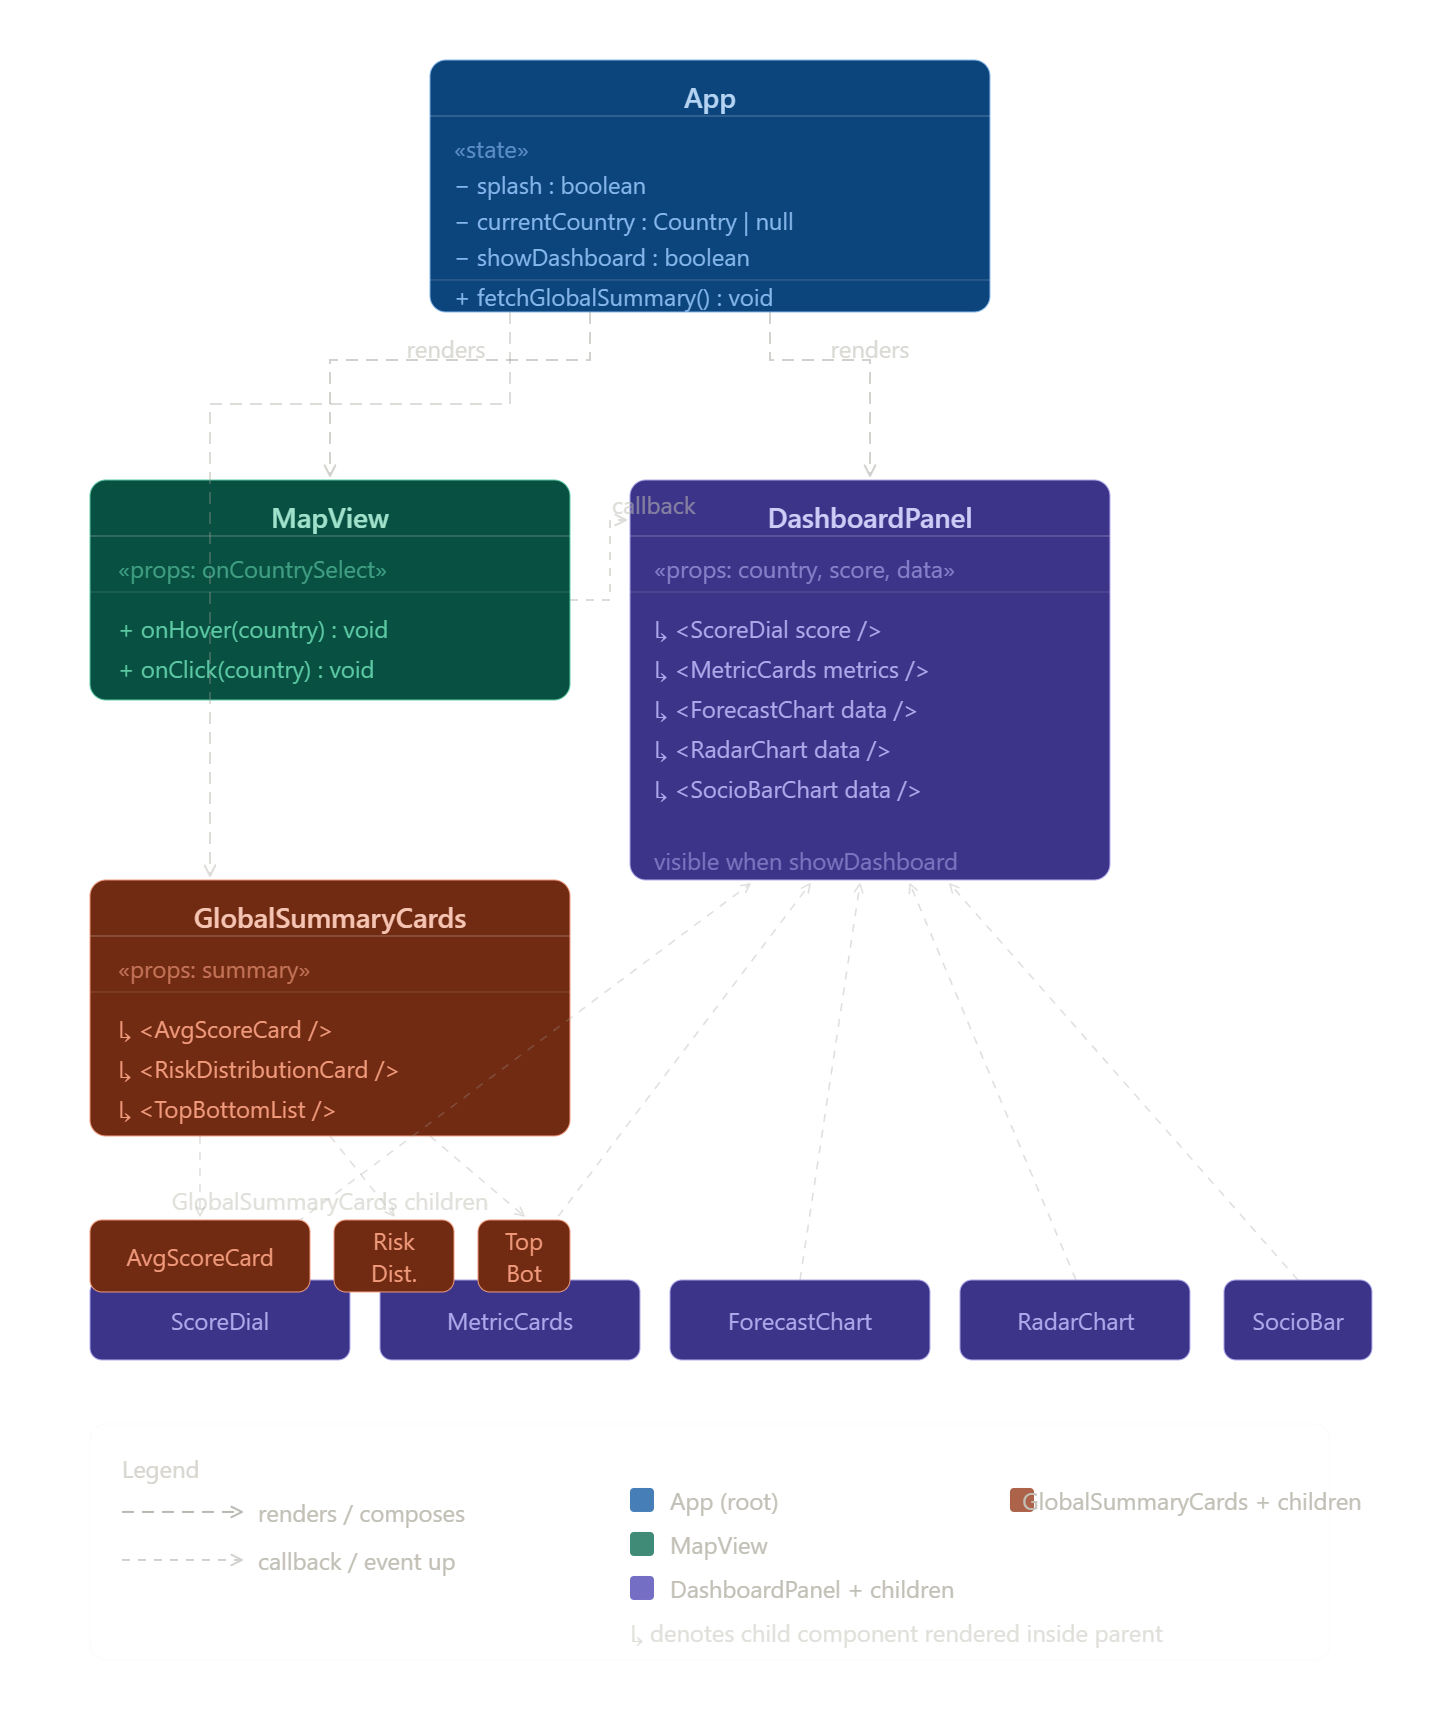 App
«state»
− splash : boolean
− currentCountry : Country | null
− showDashboard : boolean
+ fetchGlobalSummary() : void
renders
renders
MapView
«props: onCountrySelect»
+ onHover(country) : void
+ onClick(country) : void
callback
DashboardPanel
«props: country, score, data»
↳ <ScoreDial score />
↳ <MetricCards metrics />
↳ <ForecastChart data />
↳ <RadarChart data />
↳ <SocioBarChart data />
visible when showDashboard
GlobalSummaryCards
«props: summary»
↳ <AvgScoreCard />
↳ <RiskDistributionCard />
↳ <TopBottomList />
GlobalSummaryCards children
AvgScoreCard
Risk
Dist.
Top
Bot
ScoreDial
MetricCards
ForecastChart
RadarChart
SocioBar
Legend
renders / composes
callback / event up
App (root)
MapView
DashboardPanel + children
GlobalSummaryCards + children
↳ denotes child component rendered inside parent